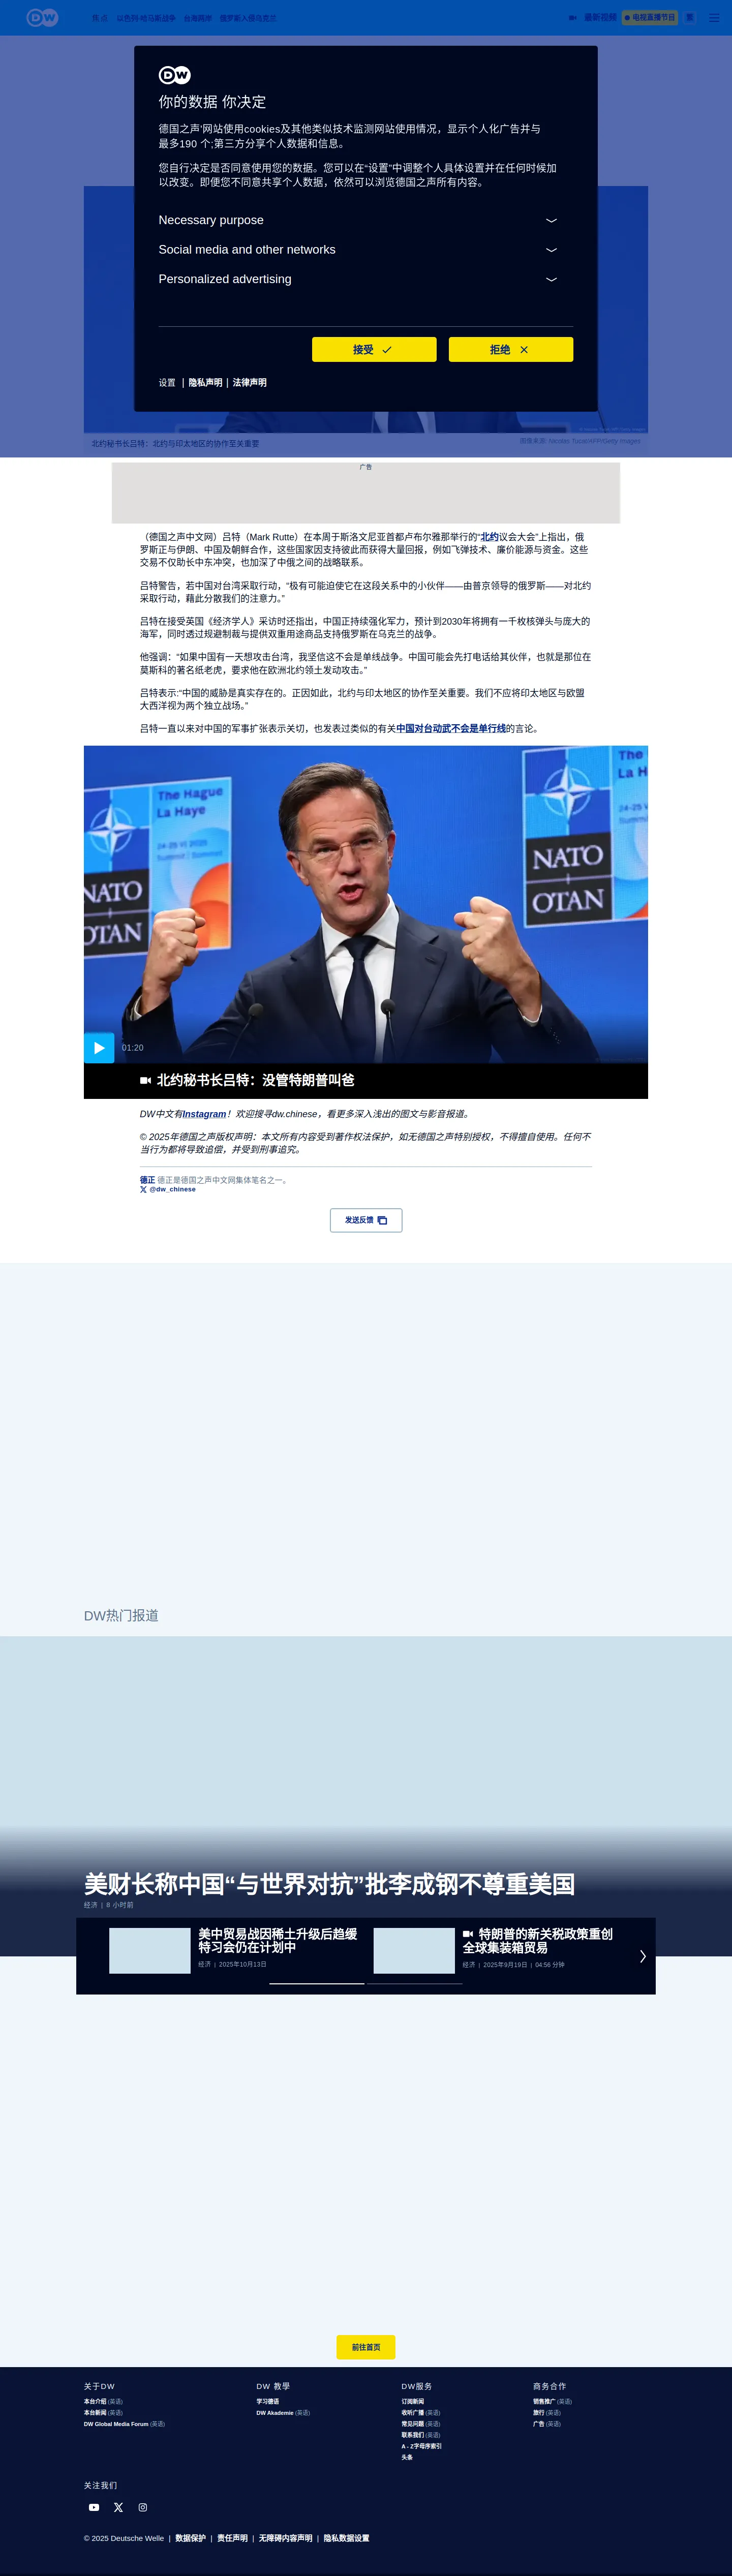 DW
焦点 以色列-哈马斯战争 台海两岸 俄罗斯入侵乌克兰
最新视频 电视直播节目 繁
DW
你的数据 你决定
德国之声'网站使用cookies及其他类似技术监测网站使用情况，显示个人化广告并与
最多190 个;第三方分享个人数据和信息。
您自行决定是否同意使用您的数据。您可以在“设置”中调整个人具体设置并在任何时候加
以改变。即便您不同意共享个人数据，依然可以浏览德国之声所有内容。
Necessary purpose
Social media and other networks
Personalized advertising
接受
拒绝
设置 | 隐私声明 | 法律声明
北约秘书长吕特：北约与印太地区的协作至关重要
图像来源: Nicolas Tucat/AFP/Getty Images
广告
（德国之声中文网）吕特（Mark Rutte）在本周于斯洛文尼亚首都卢布尔雅那举行的“北约议会大会”上指出，俄
罗斯正与伊朗、中国及朝鲜合作，这些国家因支持彼此而获得大量回报，例如飞弹技术、廉价能源与资金。这些
交易不仅助长中东冲突，也加深了中俄之间的战略联系。
吕特警告，若中国对台湾采取行动，“极有可能迫使它在这段关系中的小伙伴——由普京领导的俄罗斯——对北约
采取行动，藉此分散我们的注意力。”
吕特在接受英国《经济学人》采访时还指出，中国正持续强化军力，预计到2030年将拥有一千枚核弹头与庞大的
海军，同时透过规避制裁与提供双重用途商品支持俄罗斯在乌克兰的战争。
他强调：“如果中国有一天想攻击台湾，我坚信这不会是单线战争。中国可能会先打电话给其伙伴，也就是那位在
莫斯科的著名纸老虎，要求他在欧洲北约领土发动攻击。”
吕特表示:“中国的威胁是真实存在的。正因如此，北约与印太地区的协作至关重要。我们不应将印太地区与欧盟
大西洋视为两个独立战场。”
吕特一直以来对中国的军事扩张表示关切，也发表过类似的有关中国对台动武不会是单行线的言论。
The Hague
La Haye
24-25 VI 2025
Summit | Sommet
NATO
OTAN
The H
La Ha
24-25 VI
Summit
NATO
OTAN
01:20
北约秘书长吕特：没管特朗普叫爸
DW中文有Instagram！欢迎搜寻dw.chinese，看更多深入浅出的图文与影音报道。
© 2025年德国之声版权声明：本文所有内容受到著作权法保护，如无德国之声特别授权，不得擅自使用。任何不
当行为都将导致追偿，并受到刑事追究。
德正 德正是德国之声中文网集体笔名之一。
@dw_chinese
发送反馈
DW热门报道
美财长称中国“与世界对抗”批李成钢不尊重美国
经济 | 8 小时前
美中贸易战因稀土升级后趋缓
特习会仍在计划中
经济 | 2025年10月13日
特朗普的新关税政策重创
全球集装箱贸易
经济 | 2025年9月19日 | 04:56 分钟
前往首页
关于DW
本台介绍 (英语)
本台新闻 (英语)
DW Global Media Forum (英语)
DW 教學
学习德语
DW Akademie (英语)
DW服务
订阅新闻
收听广播 (英语)
常见问题 (英语)
联系我们 (英语)
A - Z字母序索引
头条
商务合作
销售推广 (英语)
旅行 (英语)
广告 (英语)
关注我们
© 2025 Deutsche Welle | 数据保护 | 责任声明 | 无障碍内容声明 | 隐私数据设置